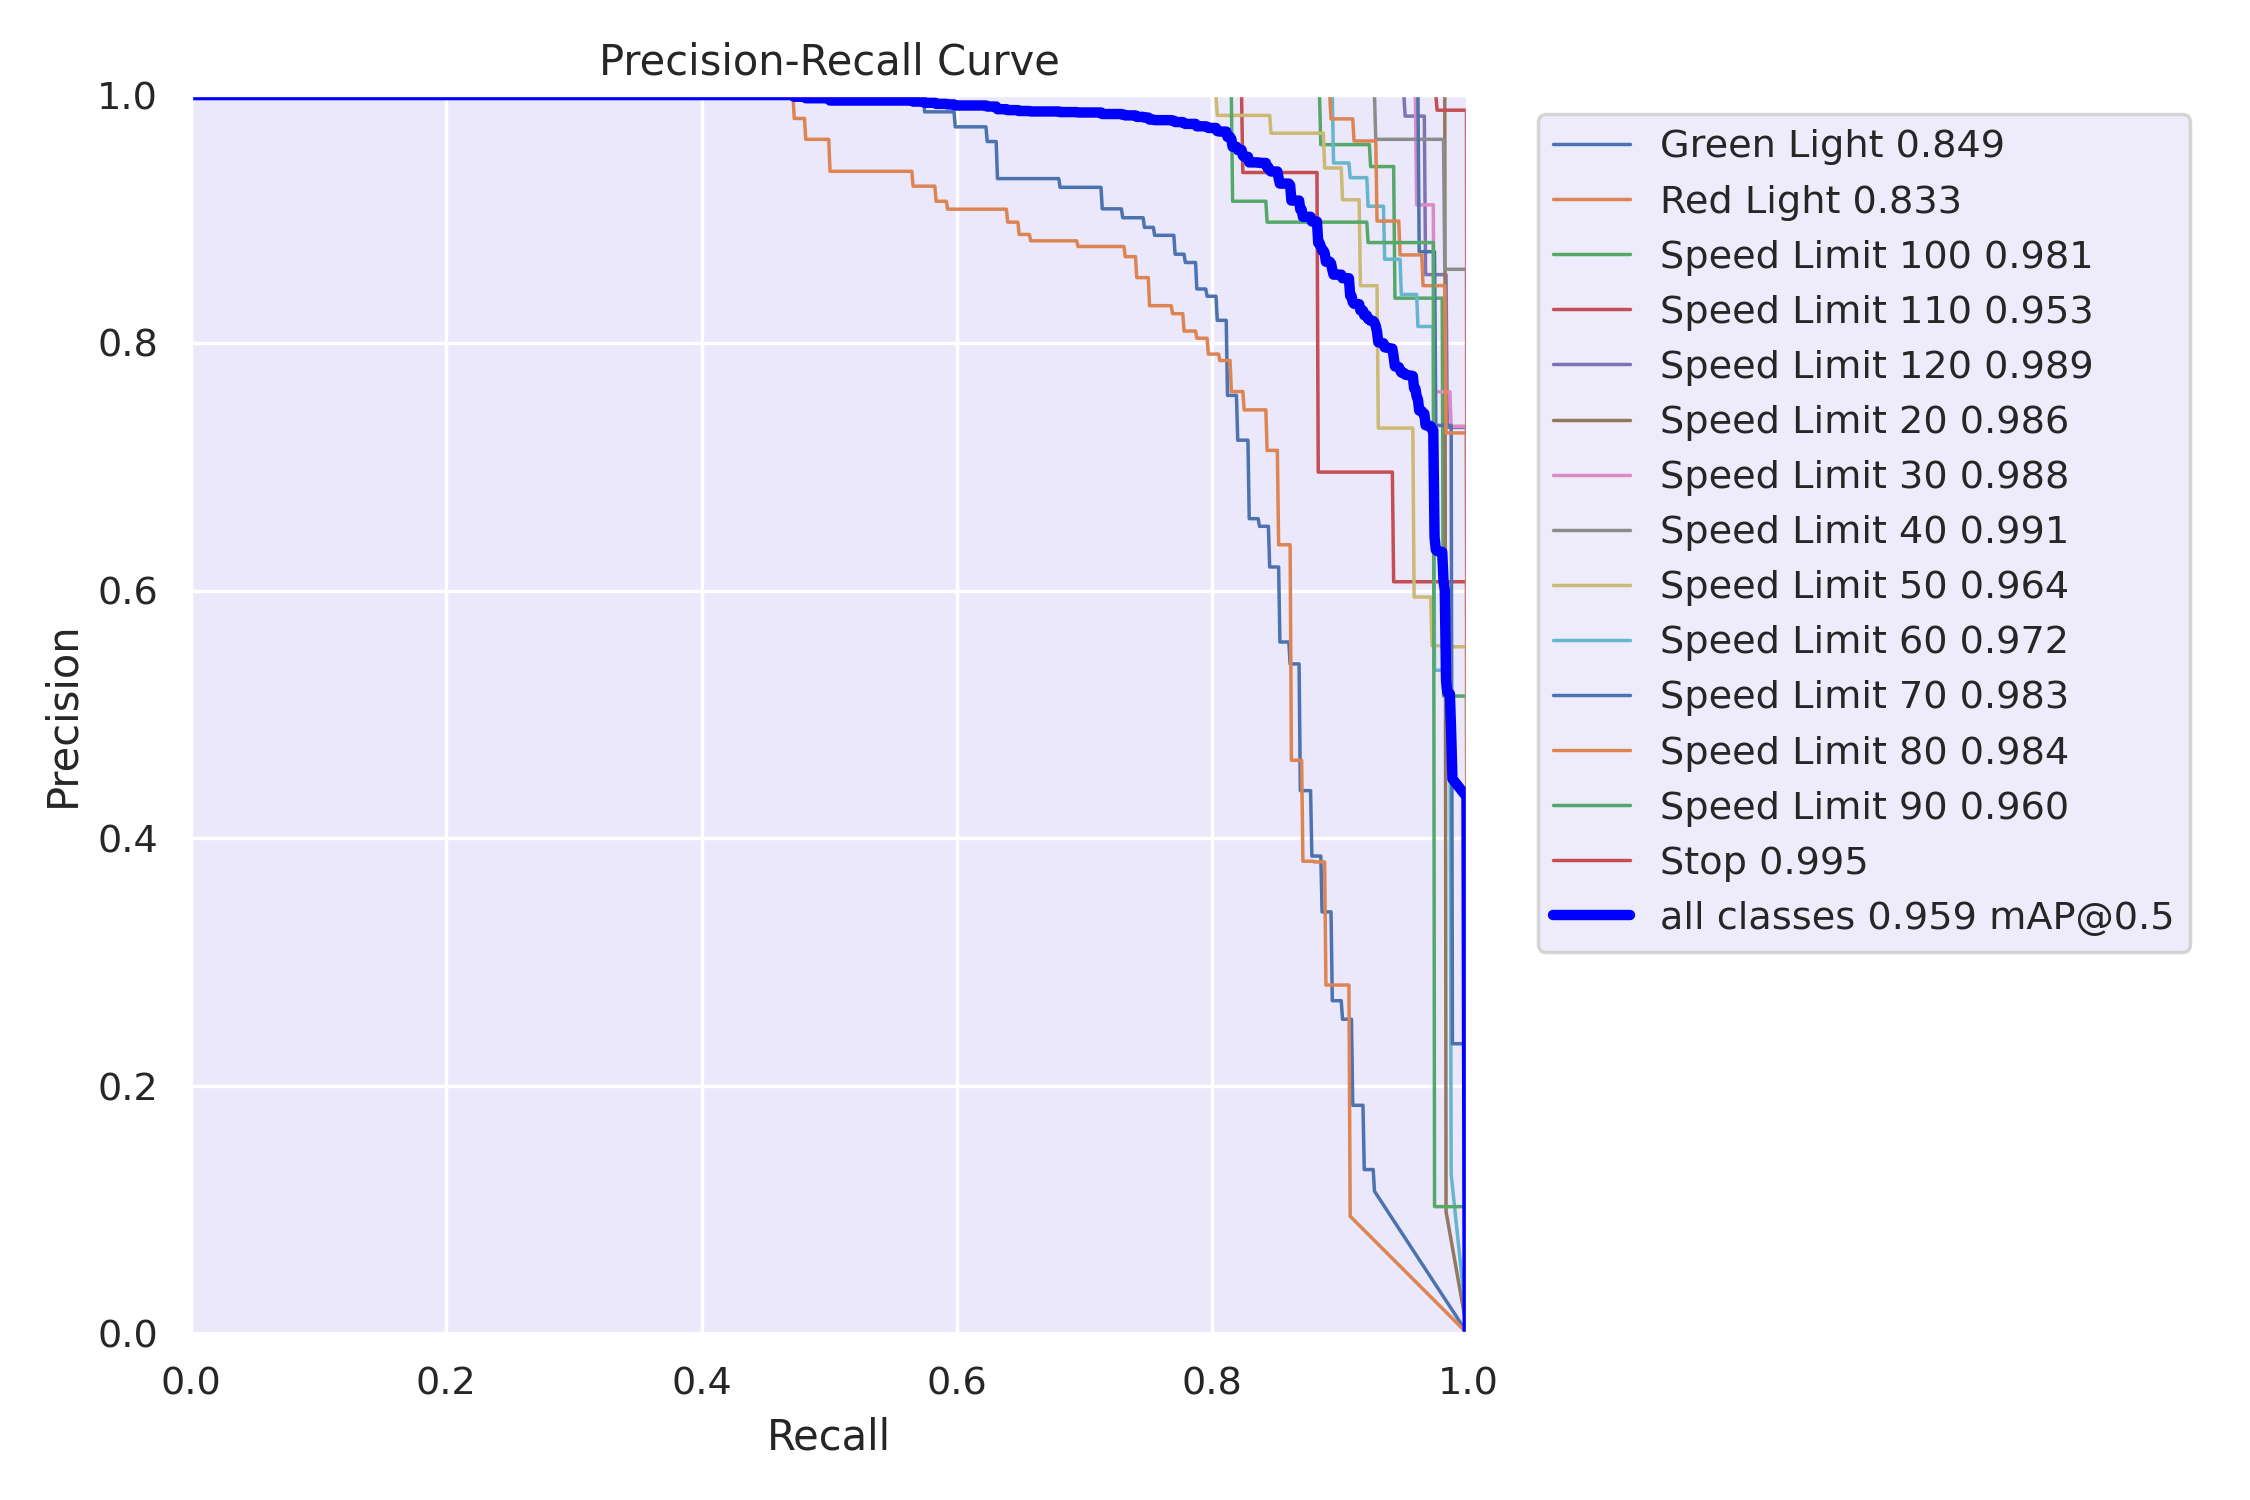 Precision-Recall Curve
1.0
0.8
0.6
0.4
0.2
0.0
Precision
0.0 0.2 0.4 0.6 0.8 1.0
Recall
Green Light 0.849
Red Light 0.833
Speed Limit 100 0.981
Speed Limit 110 0.953
Speed Limit 120 0.989
Speed Limit 20 0.986
Speed Limit 30 0.988
Speed Limit 40 0.991
Speed Limit 50 0.964
Speed Limit 60 0.972
Speed Limit 70 0.983
Speed Limit 80 0.984
Speed Limit 90 0.960
Stop 0.995
all classes 0.959 mAP@0.5